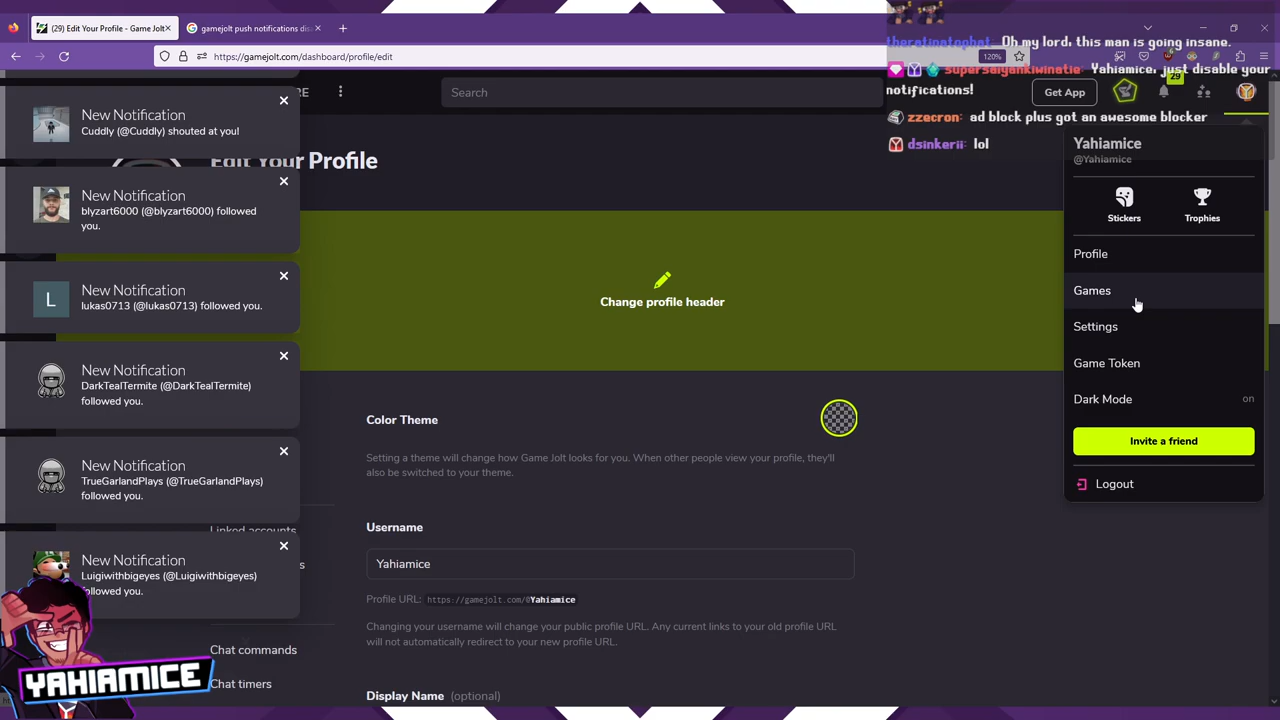 (29) Edit Your Profile - Game Jolt
gamejolt push notifications dis
https://gamejolt.com/dashboard/profile/edit
120%
theratinatophat: Oh my lord, this man is going insane.
supersaiyankiwinatie: Yahiamice, just disable your
notifications!
zzecron: ad block plus got an awesome blocker
dsinkerii: lol
RE
Search
Get App
29
New Notification
Cuddly (@Cuddly) shouted at you!
New Notification
blyzart6000 (@blyzart6000) followed
you.
New Notification
lukas0713 (@lukas0713) followed you.
New Notification
DarkTealTermite (@DarkTealTermite)
followed you.
New Notification
TrueGarlandPlays (@TrueGarlandPlays)
followed you.
New Notification
Luigiwithbigeyes (@Luigiwithbigeyes)
followed you.
Edit Your Profile
Change profile header
Color Theme
Setting a theme will change how Game Jolt looks for you. When other people view your profile, they'll
also be switched to your theme.
Linked accounts
Username
Yahiamice
Profile URL: https://gamejolt.com/@Yahiamice
Changing your username will change your public profile URL. Any current links to your old profile URL
will not automatically redirect to your new profile URL.
Chat commands
Chat timers
Display Name (optional)
Yahiamice
@Yahiamice
Stickers
Trophies
Profile
Games
Settings
Game Token
Dark Mode on
Invite a friend
Logout
YAHIAMICE